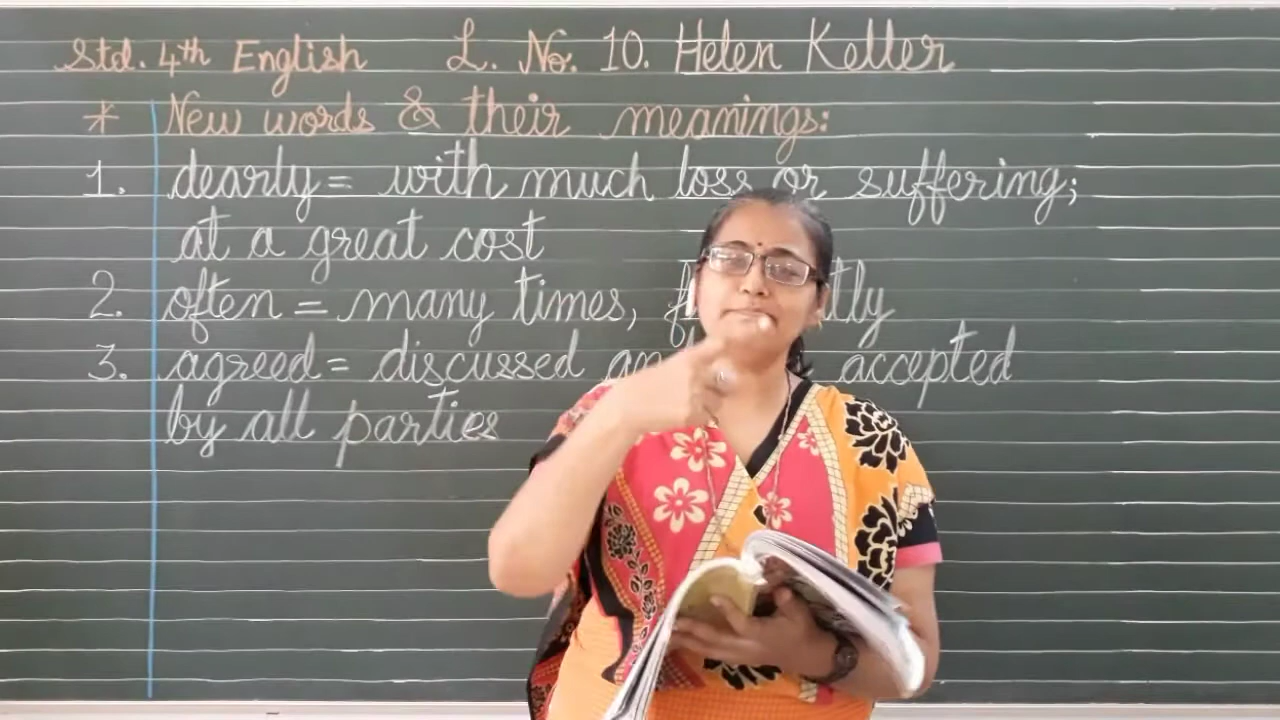 Std. 4th English L. No. 10. Helen Keller
* New words & their meanings:
1. dearly = with much loss or suffering;
at a great cost
2. often = many times,
3. agreed = discussed accepted
by all parties